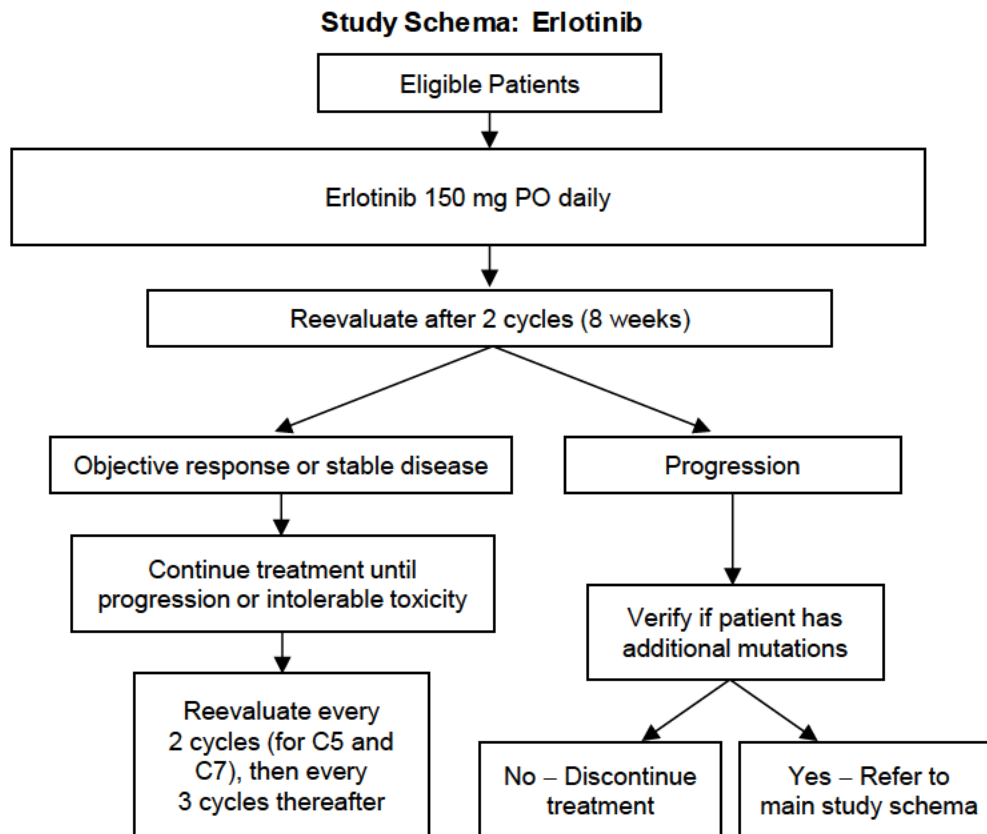 Study Schema: Erlotinib
Eligible Patients
Erlotinib 150 mg PO daily
Reevaluate after 2 cycles (8 weeks)
Objective response or stable disease
Progression
Continue treatment until
progression or intolerable toxicity
Verify if patient has
additional mutations
Reevaluate every
2 cycles (for C5 and
C7), then every
3 cycles thereafter
No – Discontinue
treatment
Yes – Refer to
main study schema